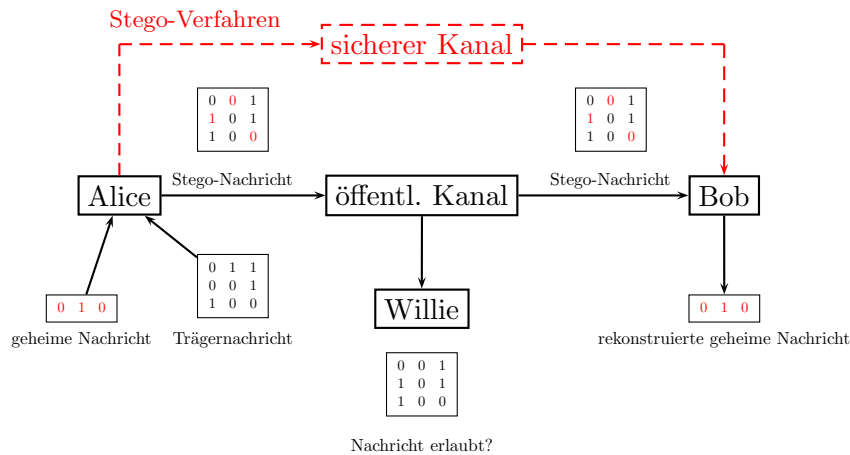 Stego-Verfahren
sicherer Kanal
0 0 1
1 0 1
1 0 0
0 0 1
1 0 1
1 0 0
Alice
Stego-Nachricht
öffentl. Kanal
Stego-Nachricht
Bob
0 1 0
geheime Nachricht
0 1 1
0 0 1
1 0 0
Trägernachricht
Willie
0 1 0
rekonstruierte geheime Nachricht
0 0 1
1 0 1
1 0 0
Nachricht erlaubt?